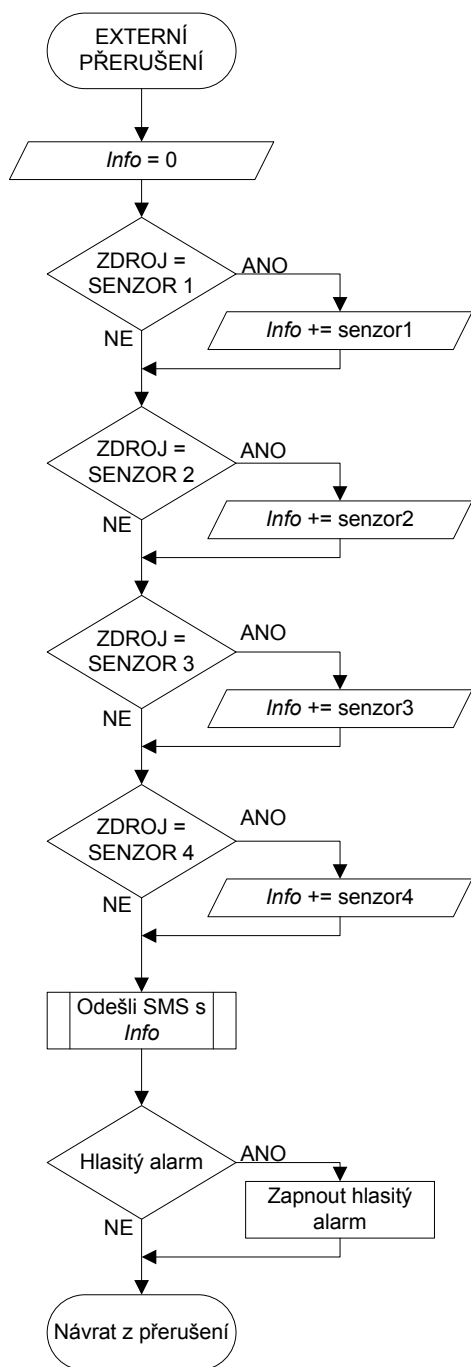 EXTERNÍ
PŘERUŠENÍ
Info = 0
ZDROJ =
SENZOR 1
ANO
NE
Info += senzor1
ZDROJ =
SENZOR 2
ANO
NE
Info += senzor2
ZDROJ =
SENZOR 3
ANO
NE
Info += senzor3
ZDROJ =
SENZOR 4
ANO
NE
Info += senzor4
Odešli SMS s
Info
Hlasitý alarm
ANO
NE
Zapnout hlasitý
alarm
Návrat z přerušení